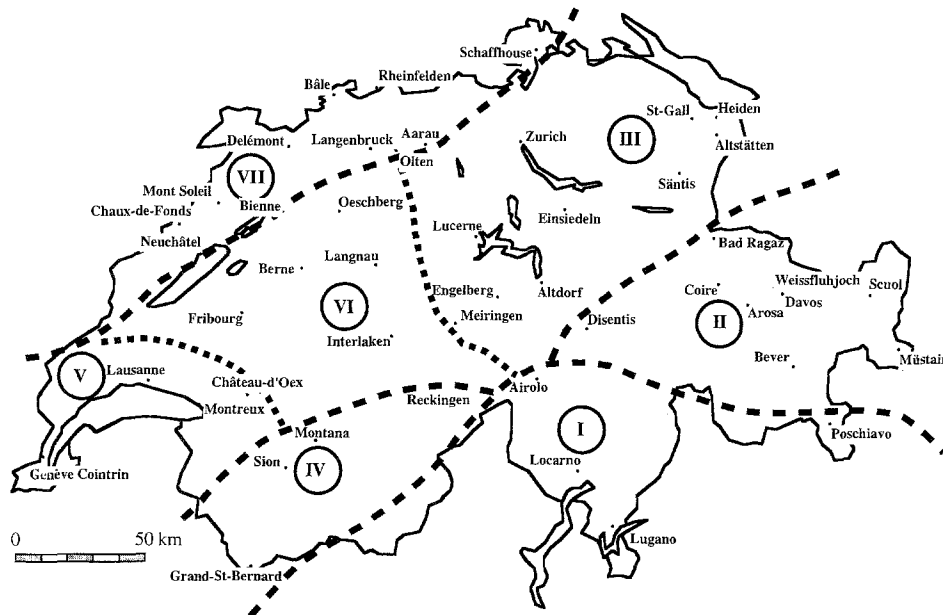 Schaffhouse
Bâle
Rheinfelden
St-Gall
Heiden
Delémont
Langenbruck
Aarau
Zurich
III
Altstätten
Olten
VII
Säntis
Mont Soleil
Chaux-de-Fonds
Bienne
Oeschberg
Einsiedeln
Neuchâtel
Lucerne
Bad Ragaz
Berne
Langnau
Weissfluhjoch
Scuol
Engelberg
Altdorf
Coire
Davos
VI
Arosa
Fribourg
Meiringen
Disentis
II
Interlaken
Bever
Müstair
V
Lausanne
Château-d'Oex
Airolo
Reckingen
Montreux
I
Poschiavo
Montana
Sion
IV
Locarno
Genève Cointrin
0 50 km
Lugano
Grand-St-Bernard